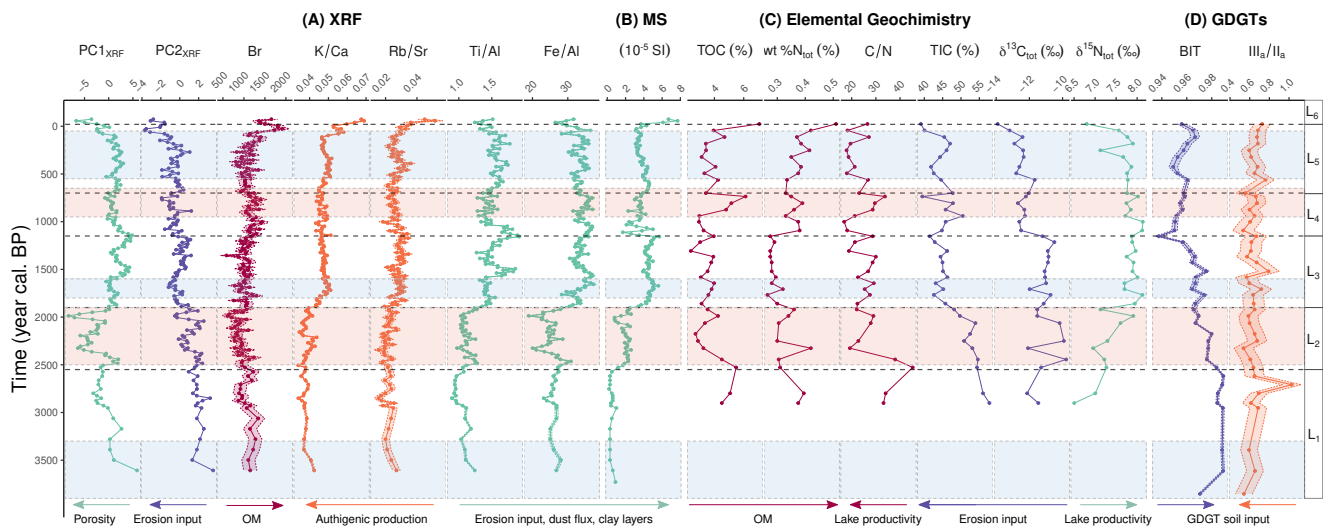 (A) XRF (B) MS (C) Elemental Geochimistry (D) GDGTs
PC1XRF PC2XRF Br K/Ca Rb/Sr Ti/Al Fe/Al (10⁻⁵ SI) TOC (%) wt %Ntot (%) C/N TIC (%) δ¹³Ctot (‰) δ¹⁵Ntot (‰) BIT IIIa/IIa
-5 0 5 -2 0 2 500 1000 1500 2000 0.04 0.05 0.06 0.07 0.02 0.04 1.0 1.5 20 30 0 2 4 6 8 4 6 0.3 0.4 0.5 20 30 40 40 45 50 55 -14 -12 -10 6.5 7.0 7.5 8.0 0.94 0.96 0.98 0.4 0.6 0.8 1.0
Time (year cal. BP)
0
500
1000
1500
2000
2500
3000
3500
L6
L5
L4
L3
L2
L1
Porosity Erosion input OM Authigenic production Erosion input, dust flux, clay layers OM Lake productivity Erosion input Lake productivity GDGT soil input